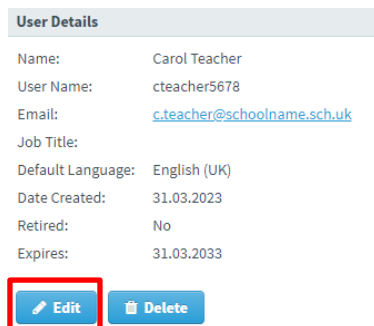 User Details
Name: Carol Teacher
User Name: cteacher5678
Email: c.teacher@schoolname.sch.uk
Job Title:
Default Language: English (UK)
Date Created: 31.03.2023
Retired: No
Expires: 31.03.2033
Edit Delete